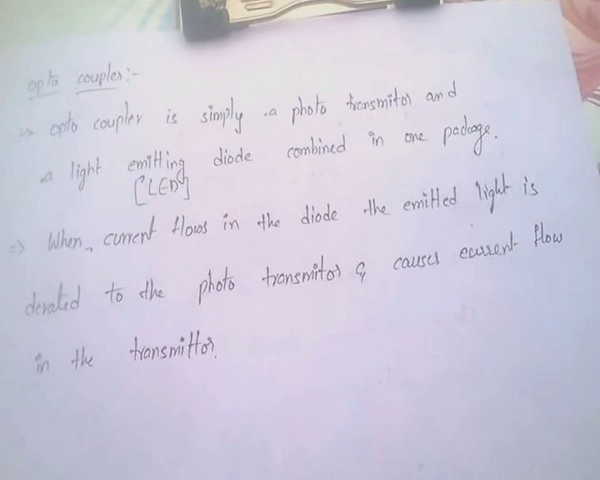 opto coupler:-
=> opto coupler is simply a photo transmitor and
a light emitting diode combined in one package.
[LED]
=> When, current flows in the diode the emitted light is
derated to the photo transmitor & causes current flow
in the transmittor.